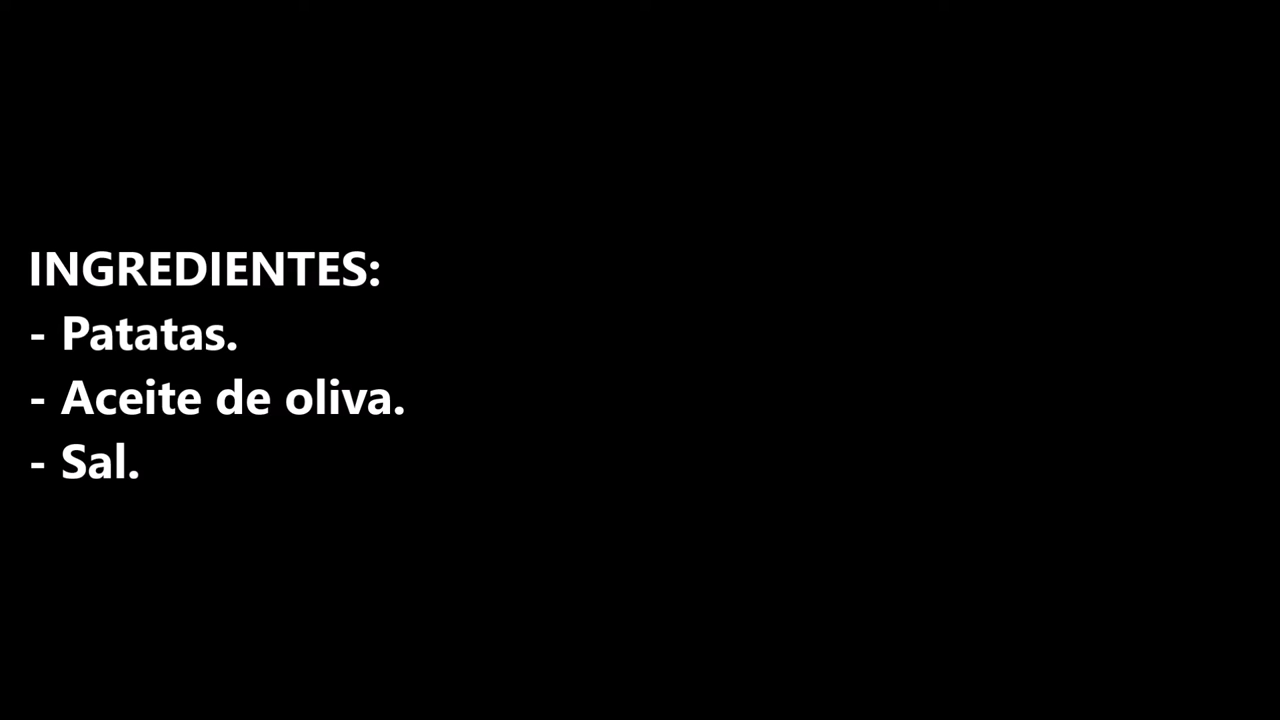 INGREDIENTES:
- Patatas.
- Aceite de oliva.
- Sal.